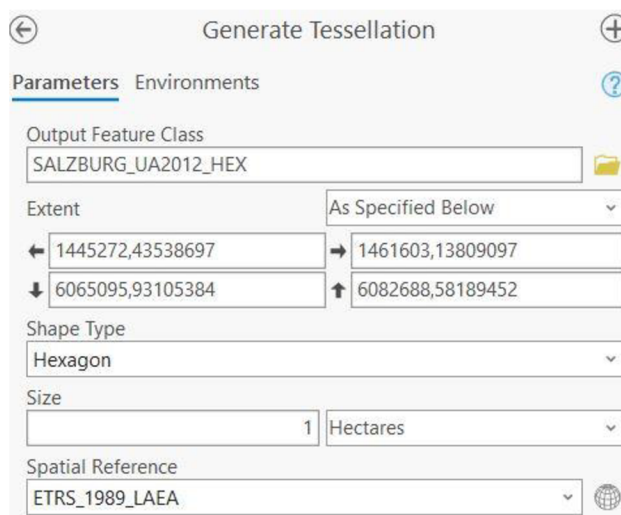 Generate Tessellation
Parameters Environments
Output Feature Class
SALZBURG_UA2012_HEX
Extent As Specified Below
1445272,43538697 1461603,13809097
6065095,93105384 6082688,58189452
Shape Type
Hexagon
Size
1 Hectares
Spatial Reference
ETRS_1989_LAEA